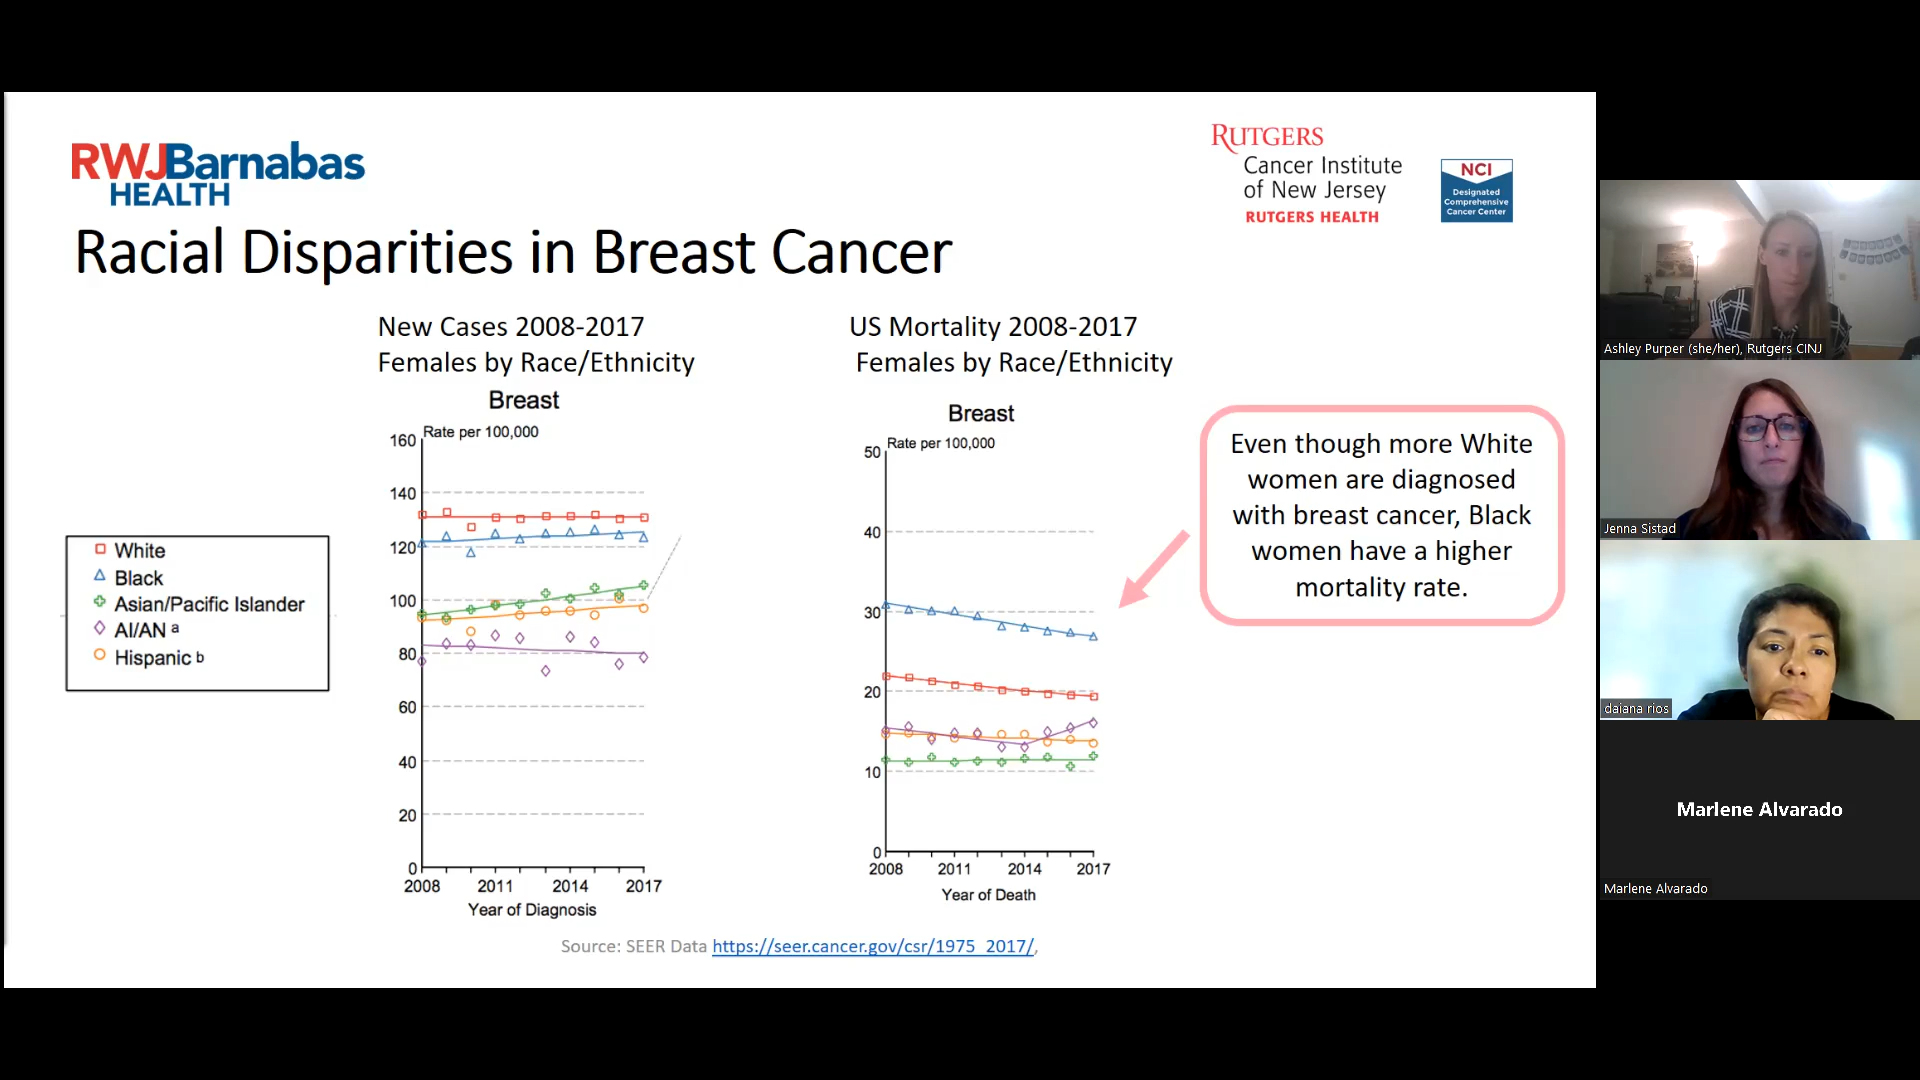 RWJBarnabas
HEALTH
RUTGERS
Cancer Institute
of New Jersey
RUTGERS HEALTH
NCI
Designated
Comprehensive
Cancer Center
Racial Disparities in Breast Cancer
New Cases 2008-2017
Females by Race/Ethnicity
Breast
Rate per 100,000
160
140
120
100
80
60
40
20
0
2008
2011
2014
2017
Year of Diagnosis
White
Black
Asian/Pacific Islander
AI/AN a
Hispanic b
US Mortality 2008-2017
Females by Race/Ethnicity
Breast
Rate per 100,000
50
40
30
20
10
0
2008
2011
2014
2017
Year of Death
Even though more White
women are diagnosed
with breast cancer, Black
women have a higher
mortality rate.
Source: SEER Data https://seer.cancer.gov/csr/1975_2017/,
Ashley Purper (she/her), Rutgers CINJ
Jenna Sistad
daiana rios
Marlene Alvarado
Marlene Alvarado